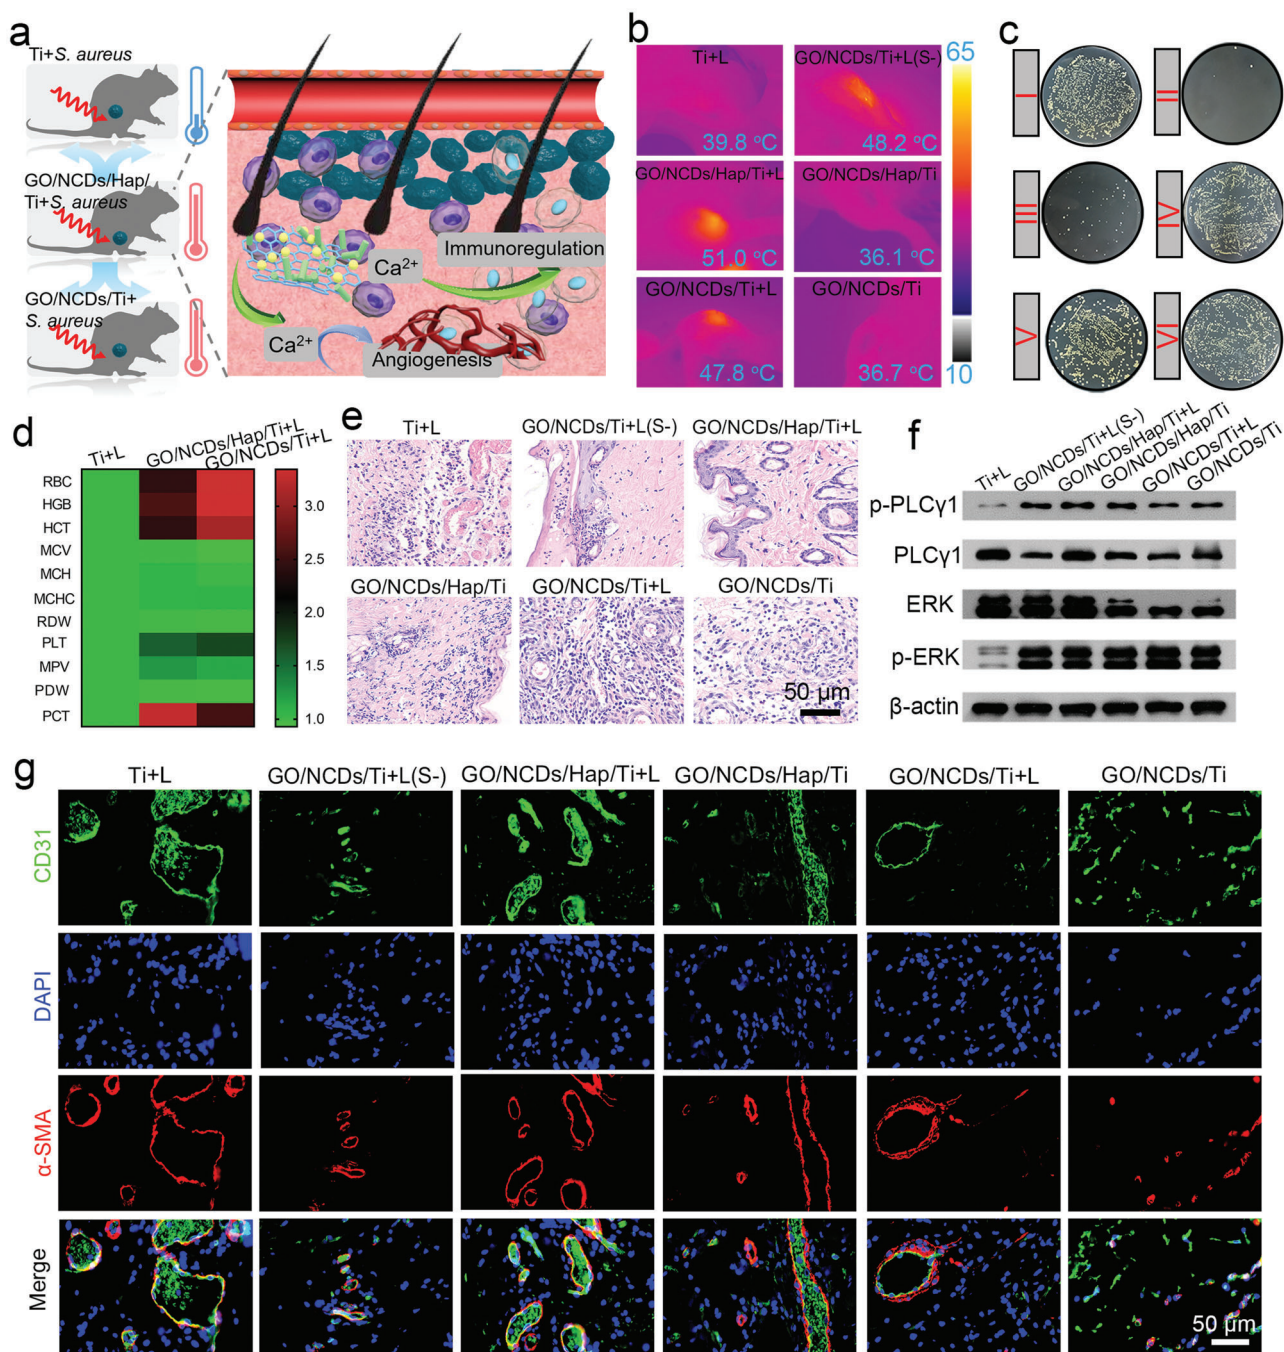 a
Ti+S. aureus
GO/NCDs/Hap/
Ti+S. aureus
GO/NCDs/Ti+
S. aureus
Immunoregulation
Ca²⁺
Ca²⁺
Angiogenesis
b
Ti+L
39.8 °C
GO/NCDs/Ti+L(S-)
48.2 °C
GO/NCDs/Hap/Ti+L
51.0 °C
GO/NCDs/Hap/Ti
36.1 °C
GO/NCDs/Ti+L
47.8 °C
GO/NCDs/Ti
36.7 °C
65
10
c
I
II
III
IV
V
VI
d
Ti+L
GO/NCDs/Hap/Ti+L
GO/NCDs/Ti+L
RBC
HGB
HCT
MCV
MCH
MCHC
RDW
PLT
MPV
PDW
PCT
3.0
2.5
2.0
1.5
1.0
e
Ti+L
GO/NCDs/Ti+L(S-)
GO/NCDs/Hap/Ti+L
GO/NCDs/Hap/Ti
GO/NCDs/Ti+L
GO/NCDs/Ti
50 µm
f
Ti+L
GO/NCDs/Ti+L(S-)
GO/NCDs/Hap/Ti+L
GO/NCDs/Hap/Ti
GO/NCDs/Ti+L
GO/NCDs/Ti
p-PLCγ1
PLCγ1
ERK
p-ERK
β-actin
g
Ti+L
GO/NCDs/Ti+L(S-)
GO/NCDs/Hap/Ti+L
GO/NCDs/Hap/Ti
GO/NCDs/Ti+L
GO/NCDs/Ti
CD31
DAPI
α-SMA
Merge
50 µm